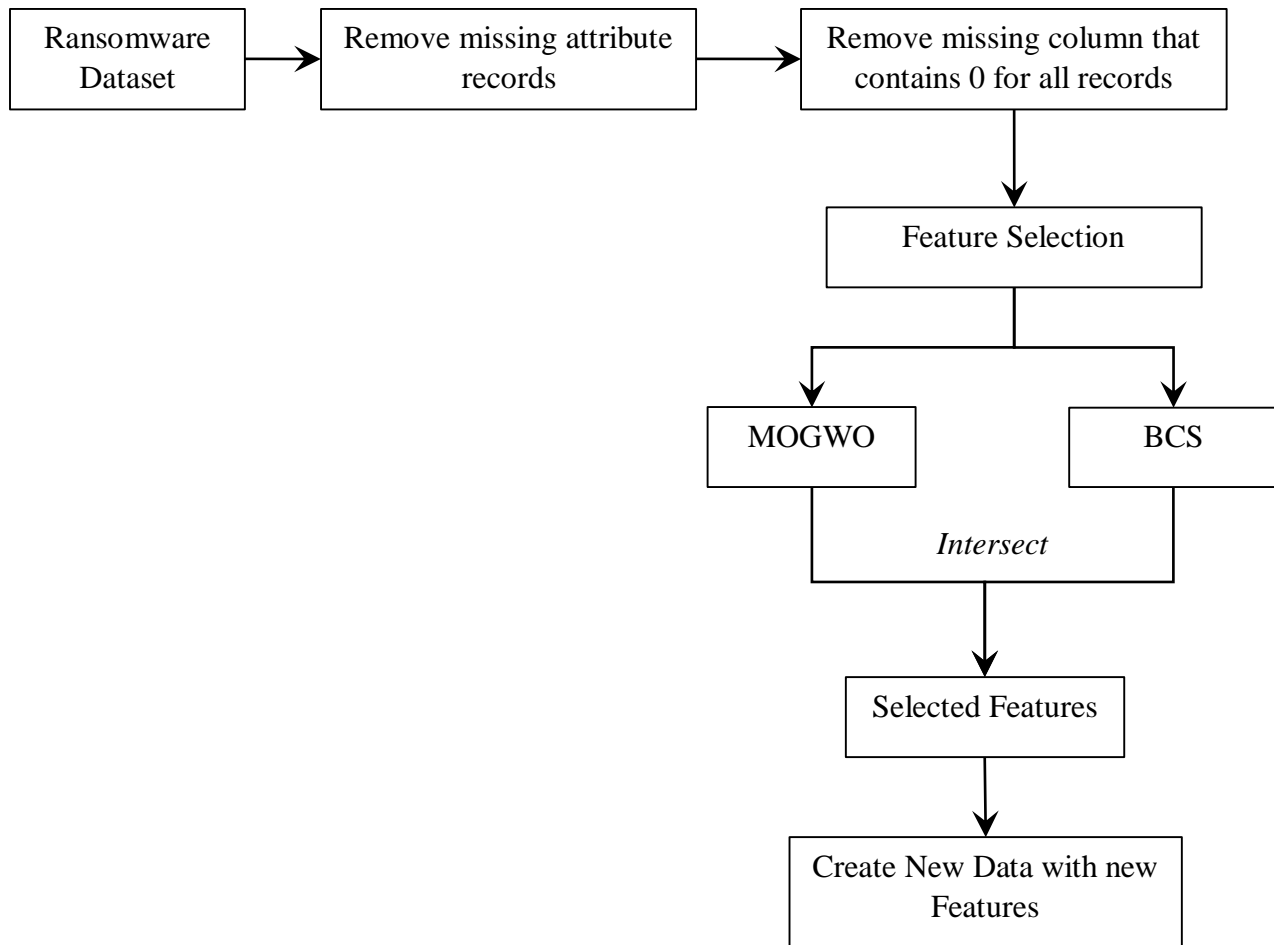 Ransomware
Dataset
Remove missing attribute
records
Remove missing column that
contains 0 for all records
Feature Selection
MOGWO
BCS
Intersect
Selected Features
Create New Data with new
Features